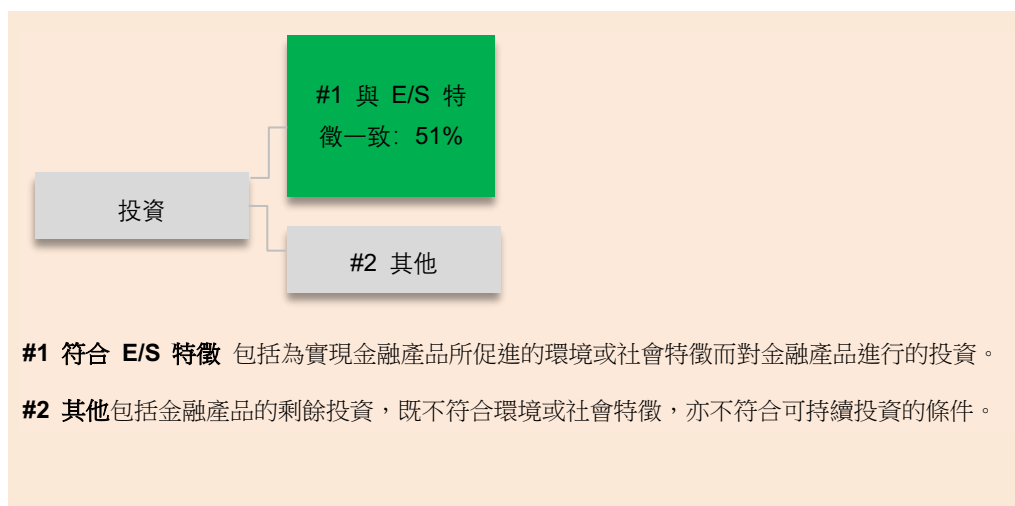 #1 與 E/S 特
徵一致: 51%
投資
#2 其他
#1 符合 E/S 特徵 包括為實現金融產品所促進的環境或社會特徵而對金融產品進行的投資。
#2 其他包括金融產品的剩餘投資，既不符合環境或社會特徵，亦不符合可持續投資的條件。